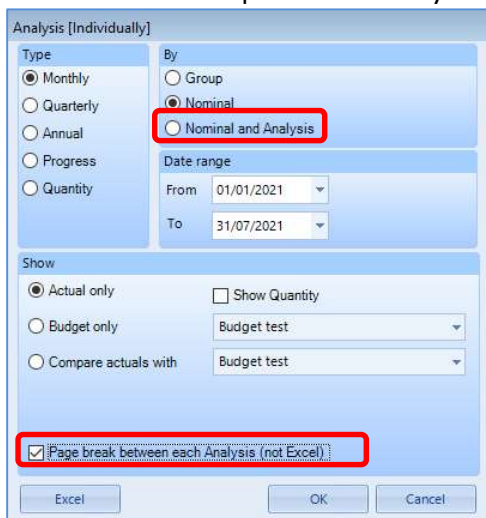 Analysis [Individually]
Type
Monthly
Quarterly
Annual
Progress
Quantity
By
Group
Nominal
Nominal and Analysis
Date range
From 01/01/2021
To 31/07/2021
Show
Actual only
Show Quantity
Budget only
Budget test
Compare actuals with
Budget test
Page break between each Analysis (not Excel)
Excel
OK
Cancel